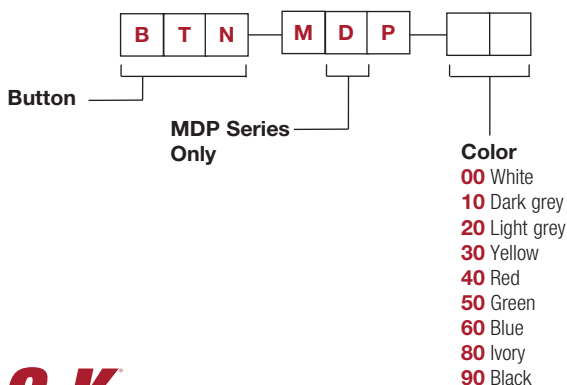 B T N M D P
Button
MDP Series
Only
Color
00 White
10 Dark grey
20 Light grey
30 Yellow
40 Red
50 Green
60 Blue
80 Ivory
90 Black